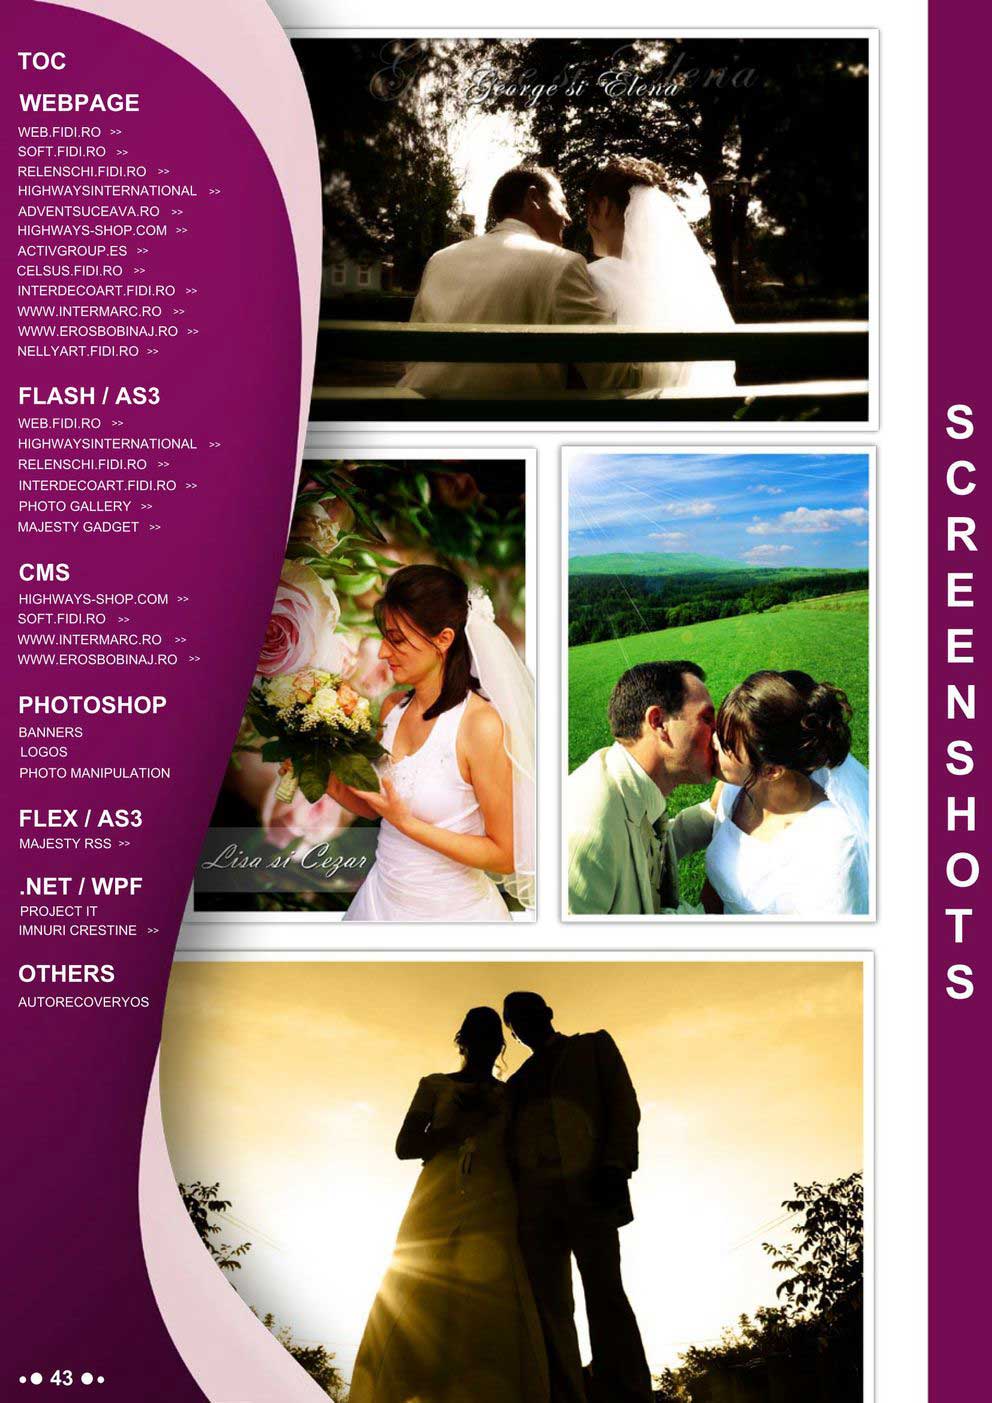 TOC
WEBPAGE
WEB.FIDI.RO >>
SOFT.FIDI.RO >>
RELENSCHI.FIDI.RO >>
HIGHWAYSINTERNATIONAL >>
ADVENTSUCEAVA.RO >>
HIGHWAYS-SHOP.COM >>
ACTIVGROUP.ES >>
CELSUS.FIDI.RO >>
INTERDECOART.FIDI.RO >>
WWW.INTERMARC.RO >>
WWW.EROSBOBINAJ.RO >>
NELLYART.FIDI.RO >>
FLASH / AS3
WEB.FIDI.RO >>
HIGHWAYSINTERNATIONAL >>
RELENSCHI.FIDI.RO >>
INTERDECOART.FIDI.RO >>
PHOTO GALLERY >>
MAJESTY GADGET >>
CMS
HIGHWAYS-SHOP.COM >>
SOFT.FIDI.RO >>
WWW.INTERMARC.RO >>
WWW.EROSBOBINAJ.RO >>
PHOTOSHOP
BANNERS
LOGOS
PHOTO MANIPULATION
FLEX / AS3
MAJESTY RSS >>
.NET / WPF
PROJECT IT
IMNURI CRESTINE >>
OTHERS
AUTORECOVERYOS
43
George si Elena
George si Elena
Lisa si Cezar
SCREENSHOTS